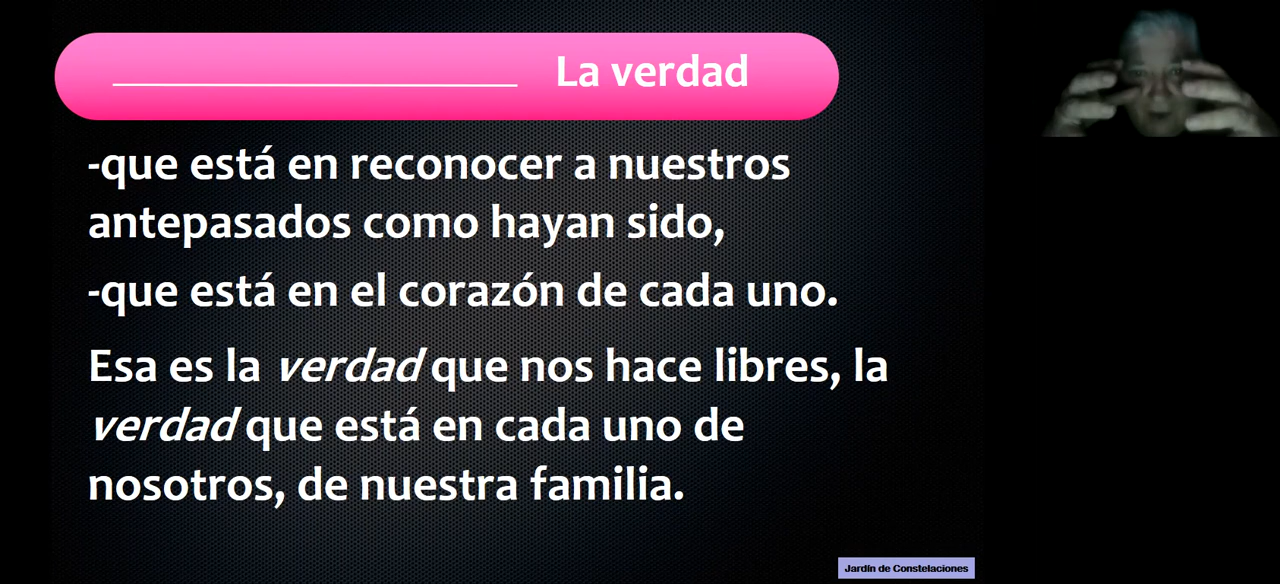 La verdad
-que está en reconocer a nuestros
antepasados como hayan sido,
-que está en el corazón de cada uno.
Esa es la verdad que nos hace libres, la
verdad que está en cada uno de
nosotros, de nuestra familia.
Jardín de Constelaciones